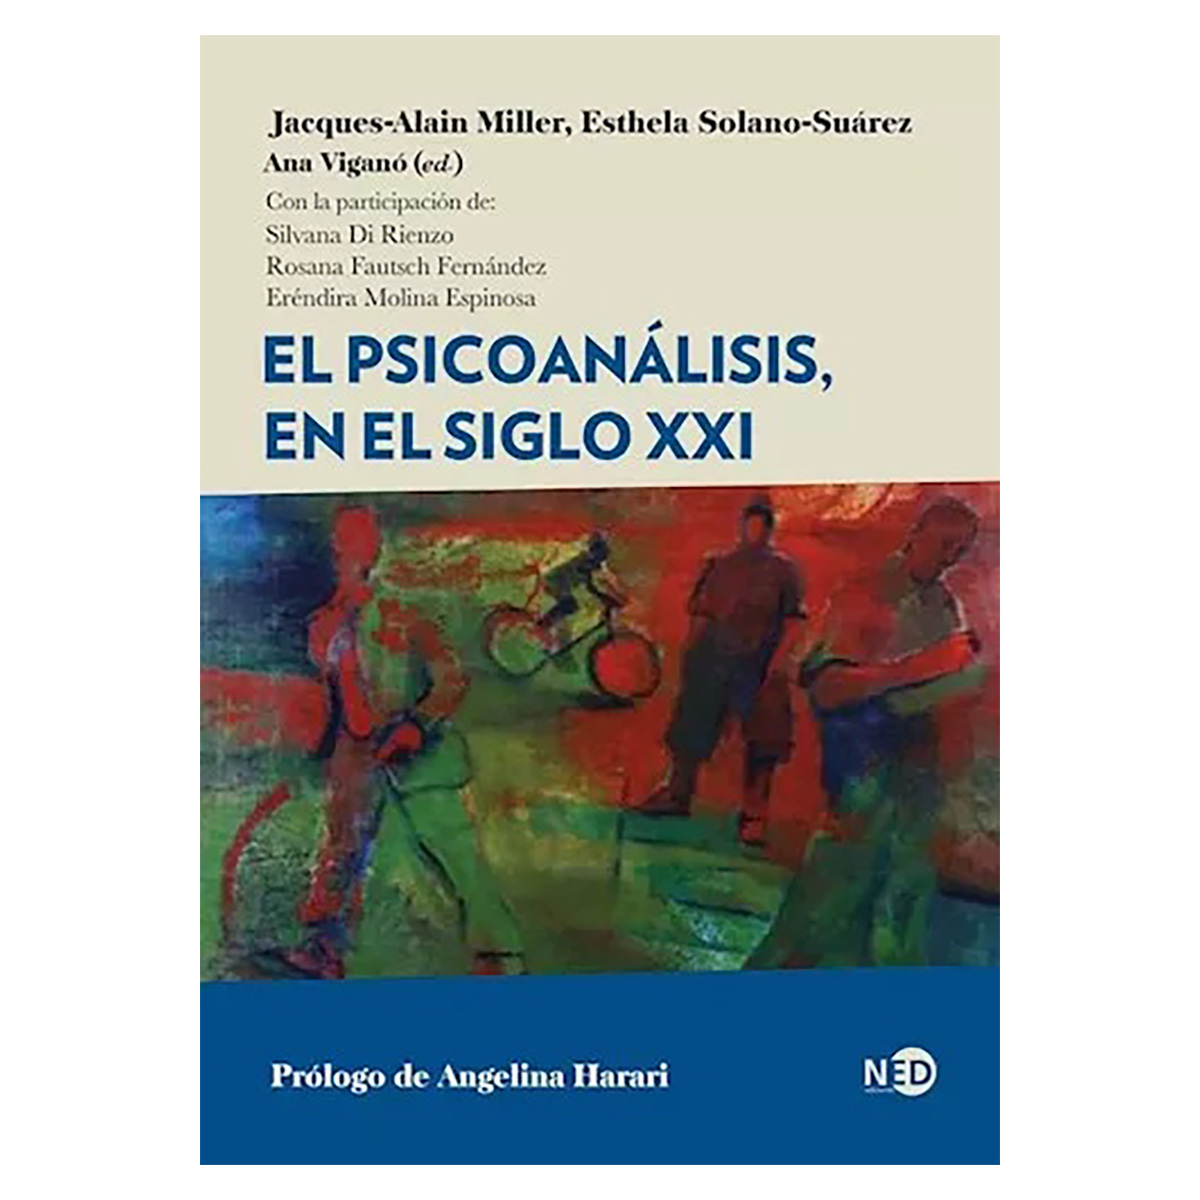 Jacques-Alain Miller, Esthela Solano-Suárez
Ana Viganó (ed.)
Con la participación de:
Silvana Di Rienzo
Rosana Fautsch Fernández
Eréndira Molina Espinosa
EL PSICOANÁLISIS,
EN EL SIGLO XXI
Prólogo de Angelina Harari
NED